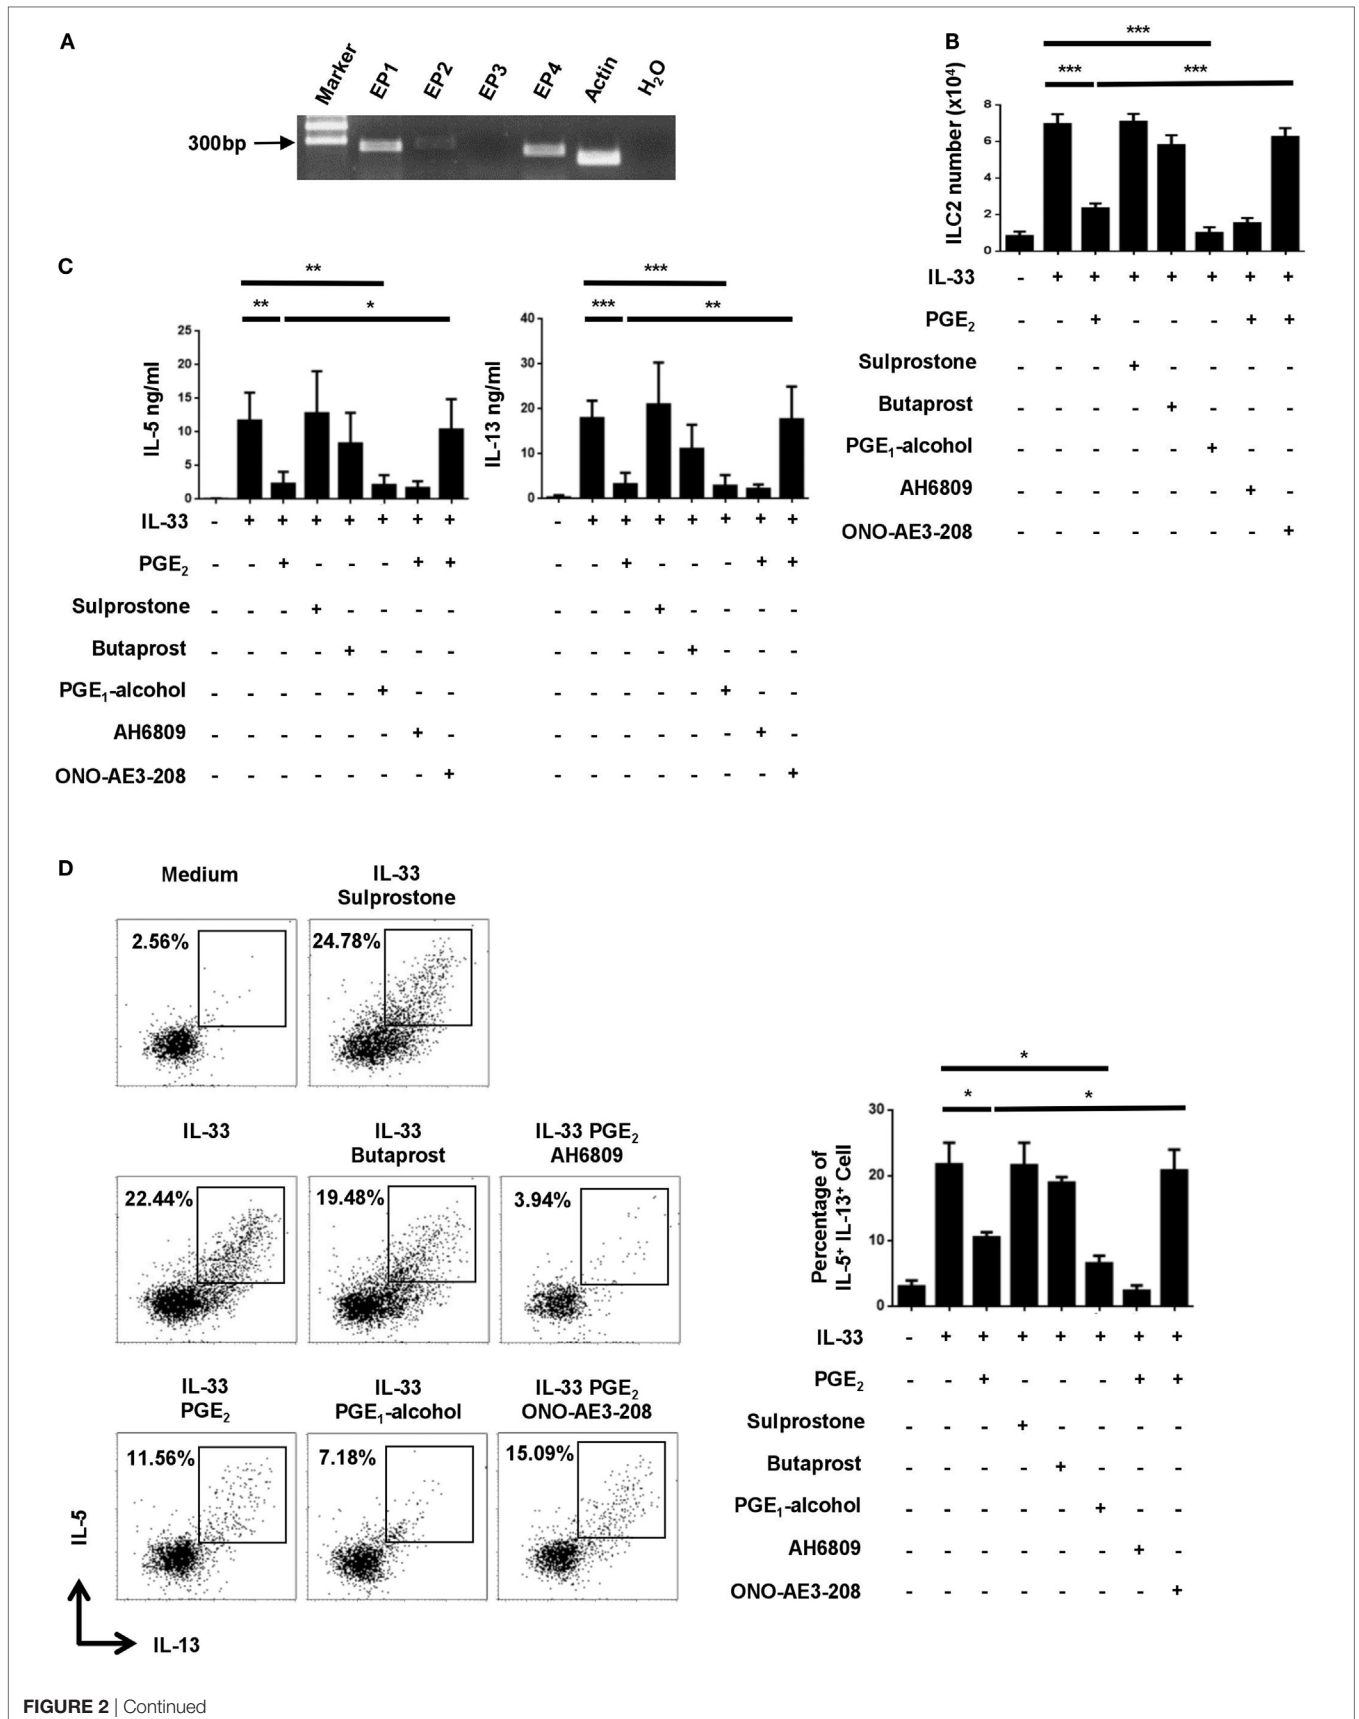 A
Marker EP1 EP2 EP3 EP4 Actin H₂O
300bp
B
***
*** ***
ILC2 number (x10⁴)
8
6
4
2
0
IL-33 - + + + + + + +
PGE₂ - - + - - - + +
Sulprostone - - - + - - - -
Butaprost - - - - + - - -
PGE₁-alcohol - - - - - + - -
AH6809 - - - - - - + -
ONO-AE3-208 - - - - - - - +
C
**
** *
IL-5 ng/ml
25
20
15
10
5
0
***
*** **
IL-13 ng/ml
40
30
20
10
0
IL-33 - + + + + + + + - + + + + + + +
PGE₂ - - + - - - + + - - + - - - + +
Sulprostone - - - + - - - - - - - + - - - -
Butaprost - - - - + - - - - - - - + - - -
PGE₁-alcohol - - - - - + - - - - - - - + - -
AH6809 - - - - - - + - - - - - - - + -
ONO-AE3-208 - - - - - - - + - - - - - - - +
D
Medium
2.56%
IL-33
Sulprostone
24.78%
IL-33
22.44%
IL-33
Butaprost
19.48%
IL-33 PGE₂
AH6809
3.94%
IL-33
PGE₂
11.56%
IL-33
PGE₁-alcohol
7.18%
IL-33 PGE₂
ONO-AE3-208
15.09%
IL-5
IL-13
*
* *
Percentage of
IL-5⁺ IL-13⁺ Cell
30
20
10
0
IL-33 - + + + + + + +
PGE₂ - - + - - - + +
Sulprostone - - - + - - - -
Butaprost - - - - + - - -
PGE₁-alcohol - - - - - + - -
AH6809 - - - - - - + -
ONO-AE3-208 - - - - - - - +
FIGURE 2 | Continued